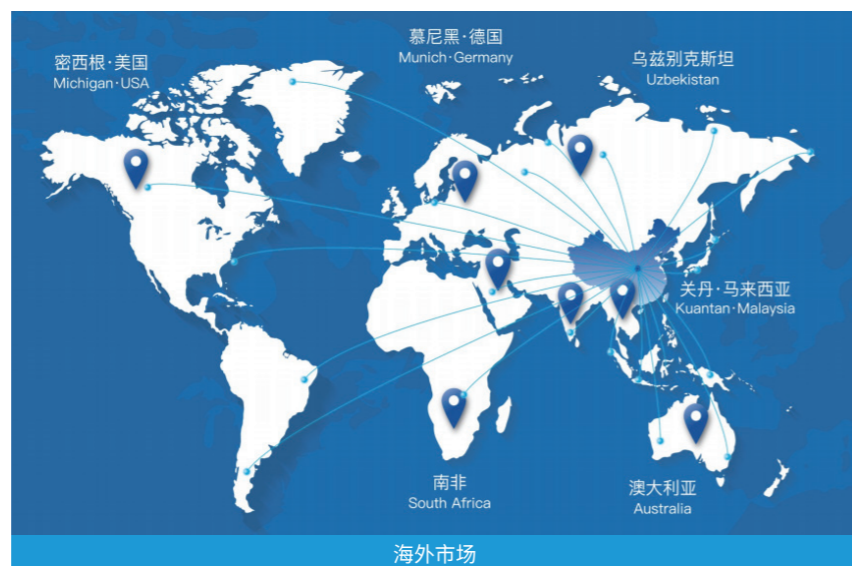 密西根·美国
Michigan·USA
慕尼黑·德国
Munich·Germany
乌兹别克斯坦
Uzbekistan
关丹·马来西亚
Kuantan·Malaysia
南非
South Africa
澳大利亚
Australia
海外市场